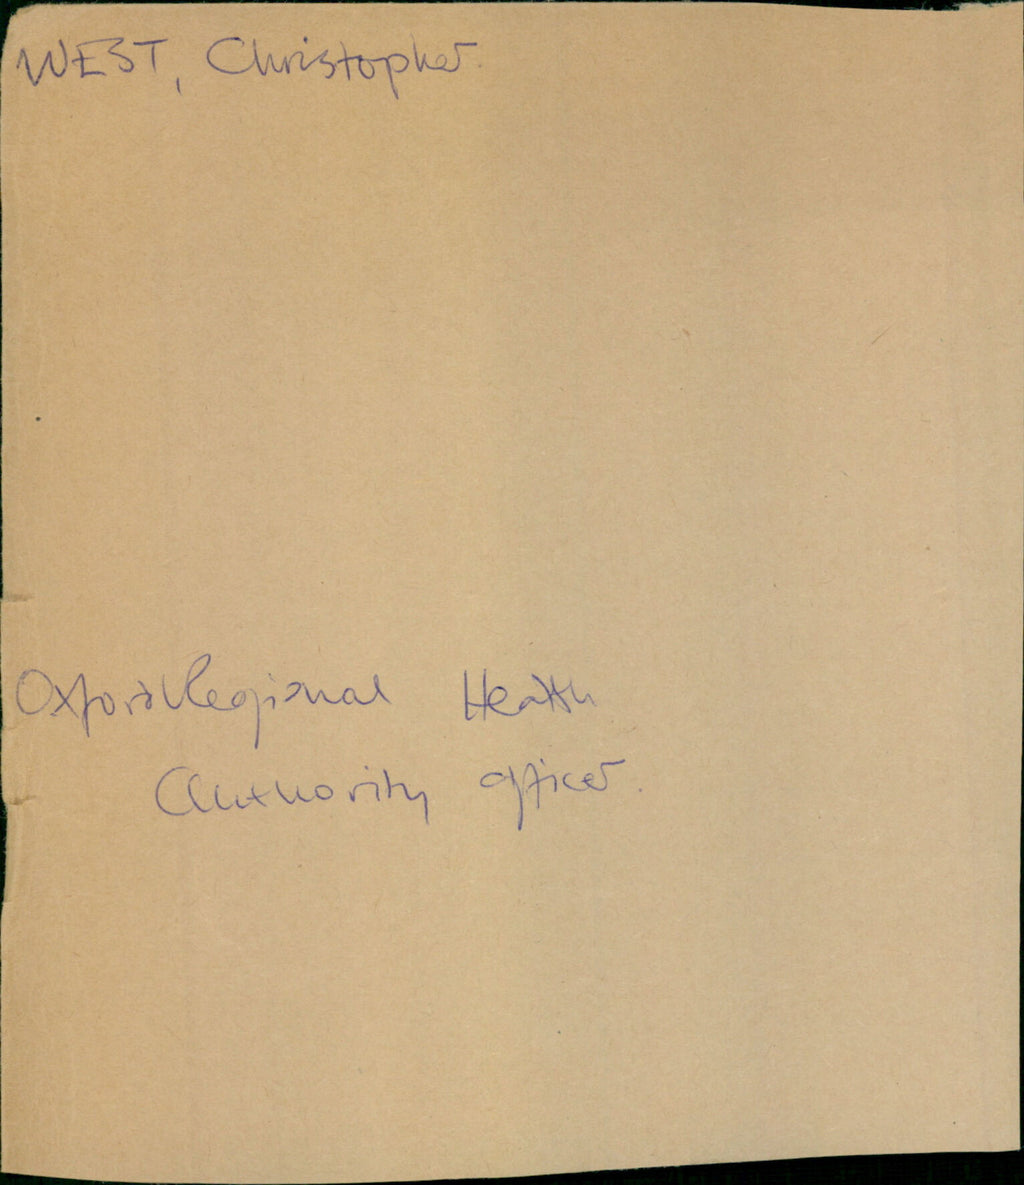 WEST, Christopher.
Oxford Regional Health
Authority officer.